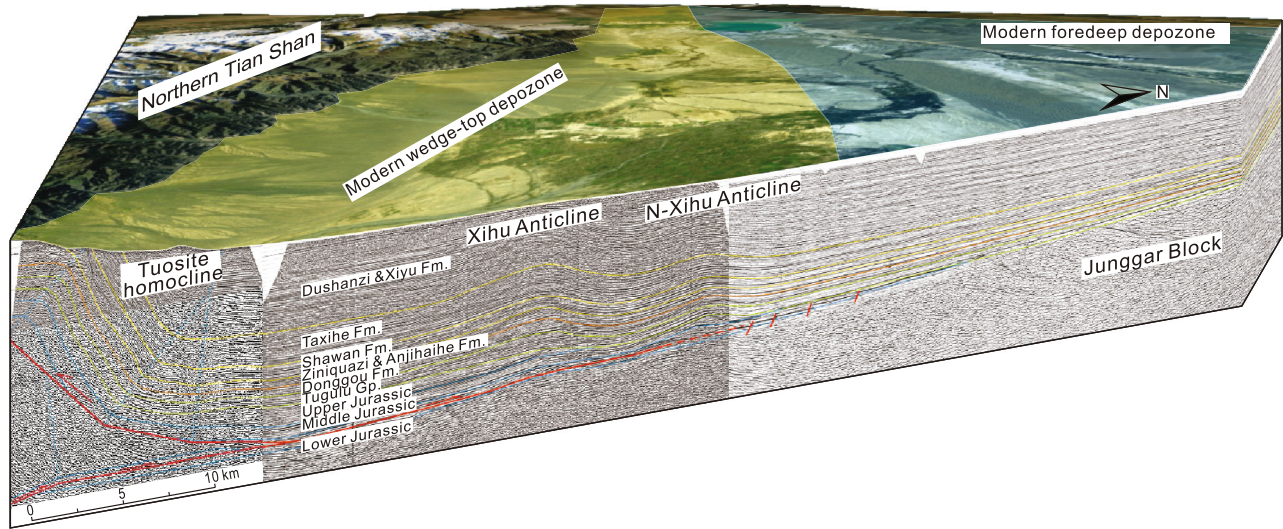 Northern Tian Shan
Modern foredeep depozone
N
Modern wedge-top depozone
N-Xihu Anticline
Xihu Anticline
Tuosite
homocline
Junggar Block
Dushanzi &Xiyu Fm.
Taxihe Fm.
Shawan Fm.
Ziniquazi & Anjihaihe Fm.
Donggou Fm.
Tugulu Gp.
Upper Jurassic
Middle Jurassic
Lower Jurassic
0 5 10 km